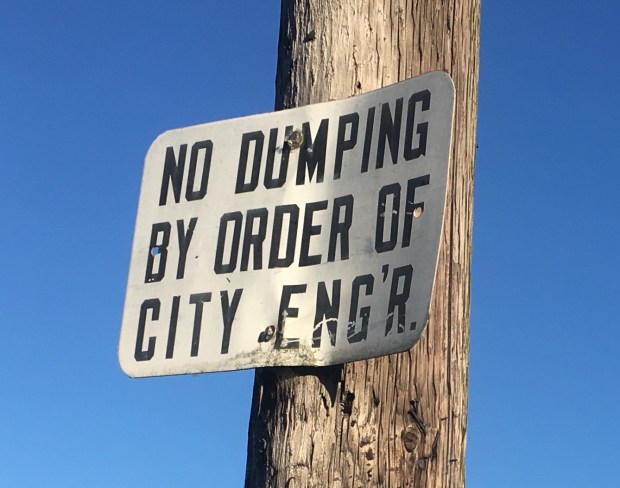 NO DUMPING
BY ORDER OF
CITY ENG'R.